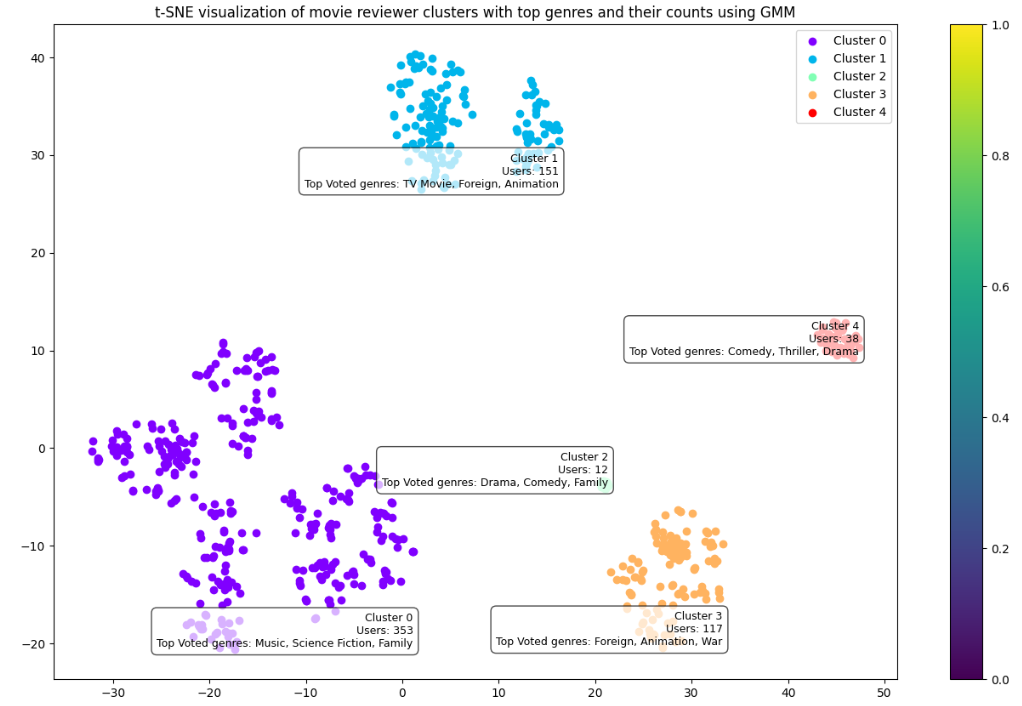 t-SNE visualization of movie reviewer clusters with top genres and their counts using GMM
Cluster 0
Cluster 1
Cluster 2
Cluster 3
Cluster 4
Cluster 1
Users: 151
Top Voted genres: TV Movie, Foreign, Animation
Cluster 4
Users: 38
Top Voted genres: Comedy, Thriller, Drama
Cluster 2
Users: 12
Top Voted genres: Drama, Comedy, Family
Cluster 0
Users: 353
Top Voted genres: Music, Science Fiction, Family
Cluster 3
Users: 117
Top Voted genres: Foreign, Animation, War
40
30
20
10
0
−10
−20
−30
−20
−10
0
10
20
30
40
50
1.0
0.8
0.6
0.4
0.2
0.0